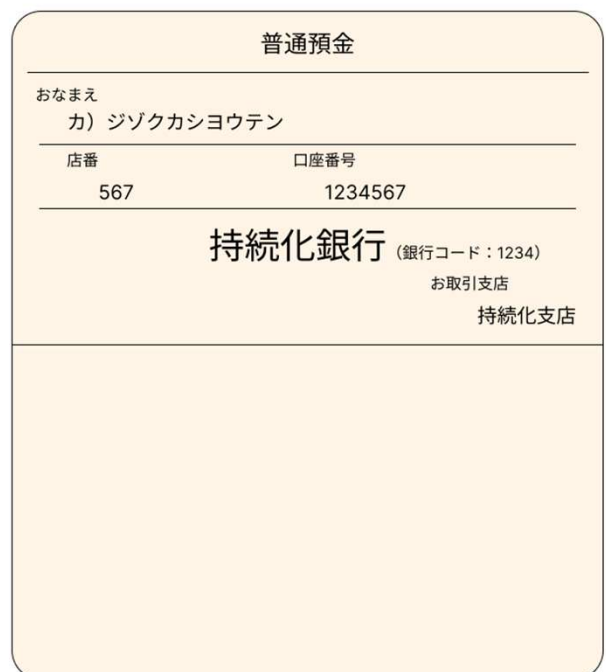 普通預金
おなまえ
カ）ジゾクカシヨウテン
店番 口座番号
567 1234567
持続化銀行（銀行コード：1234）
お取引支店
持続化支店